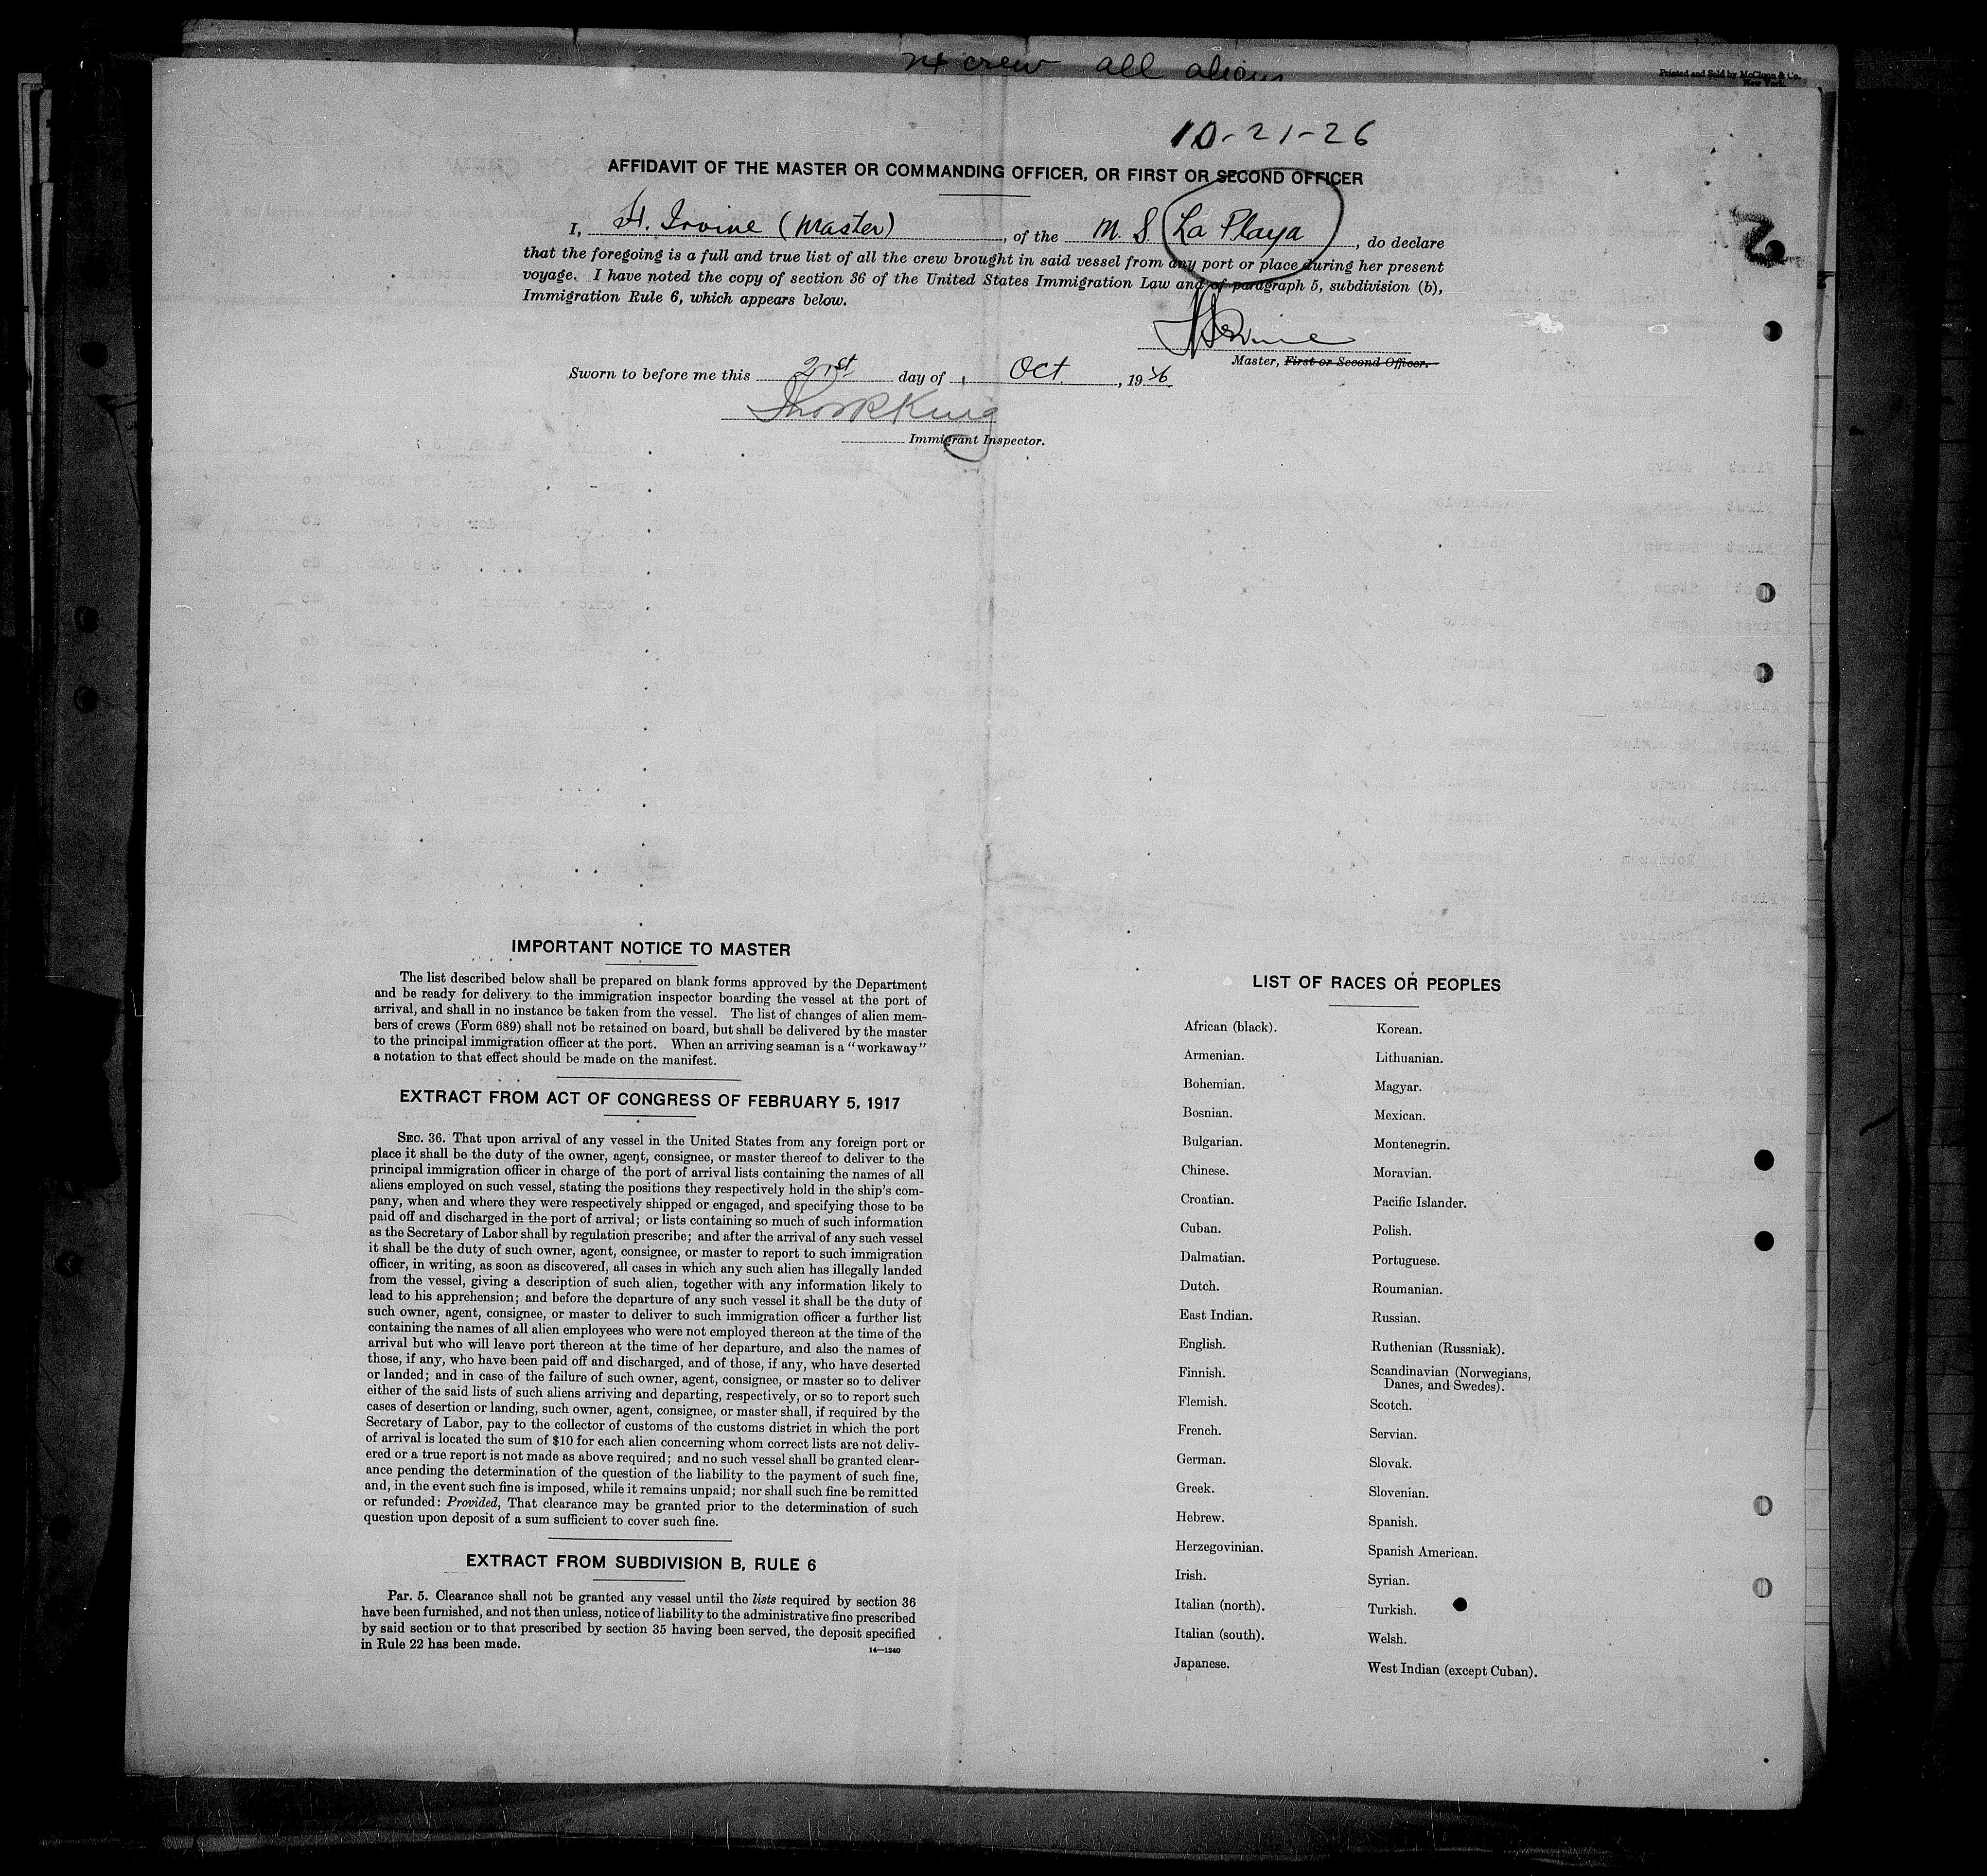 crew all aliens
Printed and Sold by McClunn & Co.
New York.
10-21-26
AFFIDAVIT OF THE MASTER OR COMMANDING OFFICER, OR FIRST OR SECOND OFFICER
I, H. Irvine (Master), of the M. S. La Playa, do declare
that the foregoing is a full and true list of all the crew brought in said vessel from any port or place during her present
voyage. I have noted the copy of section 36 of the United States Immigration Law and of paragraph 5, subdivision (b),
Immigration Rule 6, which appears below.
H Irvine
Master, First or Second Officer.
Sworn to before me this 21st day of Oct., 1926
King
Immigrant Inspector.
2
IMPORTANT NOTICE TO MASTER
The list described below shall be prepared on blank forms approved by the Department
and be ready for delivery to the immigration inspector boarding the vessel at the port of
arrival, and shall in no instance be taken from the vessel. The list of changes of alien mem-
bers of crews (Form 689) shall not be retained on board, but shall be delivered by the master
to the principal immigration officer at the port. When an arriving seaman is a "workaway"
a notation to that effect should be made on the manifest.
EXTRACT FROM ACT OF CONGRESS OF FEBRUARY 5, 1917
SEC. 36. That upon arrival of any vessel in the United States from any foreign port or
place it shall be the duty of the owner, agent, consignee, or master thereof to deliver to the
principal immigration officer in charge of the port of arrival lists containing the names of all
aliens employed on such vessel, stating the positions they respectively hold in the ship's com-
pany, when and where they were respectively shipped or engaged, and specifying those to be
paid off and discharged in the port of arrival; or lists containing so much of such information
as the Secretary of Labor shall by regulation prescribe; and after the arrival of any such vessel
it shall be the duty of such owner, agent, consignee, or master to report to such immigration
officer, in writing, as soon as discovered, all cases in which any such alien has illegally landed
from the vessel, giving a description of such alien, together with any information likely to
lead to his apprehension; and before the departure of any such vessel it shall be the duty of
such owner, agent, consignee, or master to deliver to such immigration officer a further list
containing the names of all alien employees who were not employed thereon at the time of the
arrival but who will leave port thereon at the time of her departure, and also the names of
those, if any, who have been paid off and discharged, and of those, if any, who have deserted
or landed; and in case of the failure of such owner, agent, consignee, or master so to deliver
either of the said lists of such aliens arriving and departing, respectively, or so to report such
cases of desertion or landing, such owner, agent, consignee, or master shall, if required by the
Secretary of Labor, pay to the collector of customs of the customs district in which the port
of arrival is located the sum of $10 for each alien concerning whom correct lists are not deliv-
ered or a true report is not made as above required; and no such vessel shall be granted clear-
ance pending the determination of the question of the liability to the payment of such fine,
and, in the event such fine is imposed, while it remains unpaid; nor shall such fine be remitted
or refunded: Provided, That clearance may be granted prior to the determination of such
question upon deposit of a sum sufficient to cover such fine.
EXTRACT FROM SUBDIVISION B, RULE 6
Par. 5. Clearance shall not be granted any vessel until the lists required by section 36
have been furnished, and not then unless, notice of liability to the administrative fine prescribed
by said section or to that prescribed by section 35 having been served, the deposit specified
in Rule 22 has been made.
14—1240
LIST OF RACES OR PEOPLES
African (black).
Armenian.
Bohemian.
Bosnian.
Bulgarian.
Chinese.
Croatian.
Cuban.
Dalmatian.
Dutch.
East Indian.
English.
Finnish.
Flemish.
French.
German.
Greek.
Hebrew.
Herzegovinian.
Irish.
Italian (north).
Italian (south).
Japanese.
Korean.
Lithuanian.
Magyar.
Mexican.
Montenegrin.
Moravian.
Pacific Islander.
Polish.
Portuguese.
Roumanian.
Russian.
Ruthenian (Russniak).
Scandinavian (Norwegians,
Danes, and Swedes).
Scotch.
Servian.
Slovak.
Slovenian.
Spanish.
Spanish American.
Syrian.
Turkish.
Welsh.
West Indian (except Cuban).